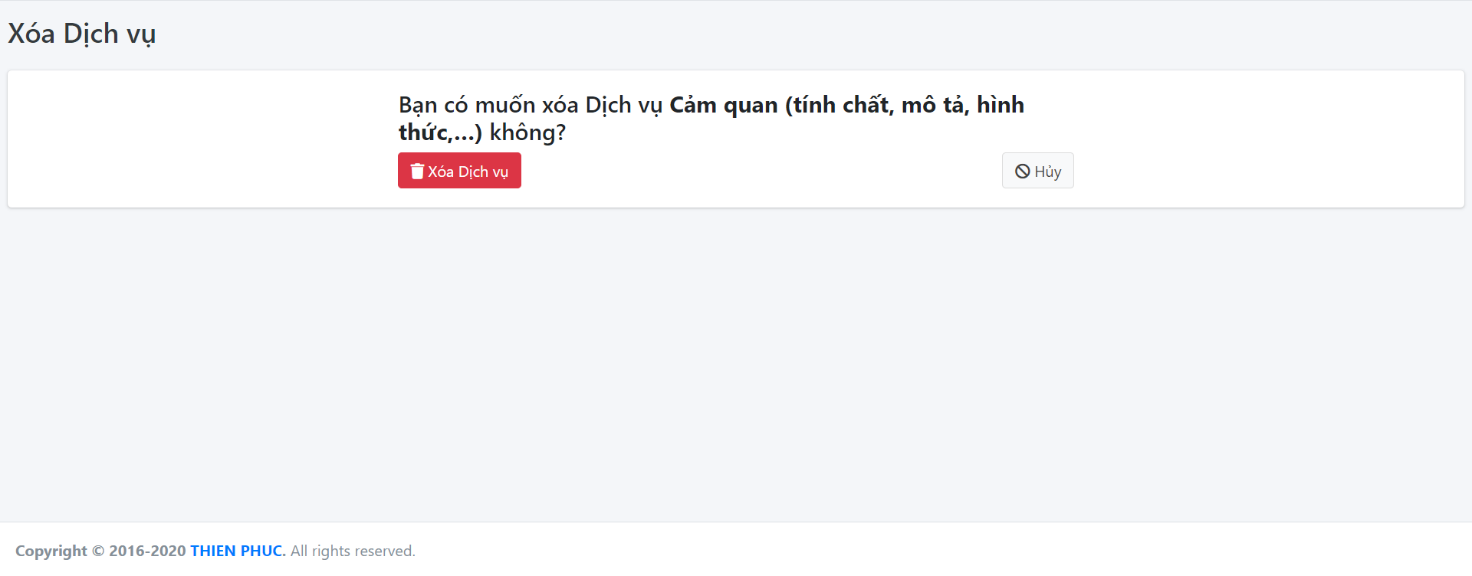 Xóa Dịch vụ
Bạn có muốn xóa Dịch vụ Cảm quan (tính chất, mô tả, hình
thức,...) không?
Xóa Dịch vụ
Hủy
Copyright © 2016-2020 THIEN PHUC. All rights reserved.